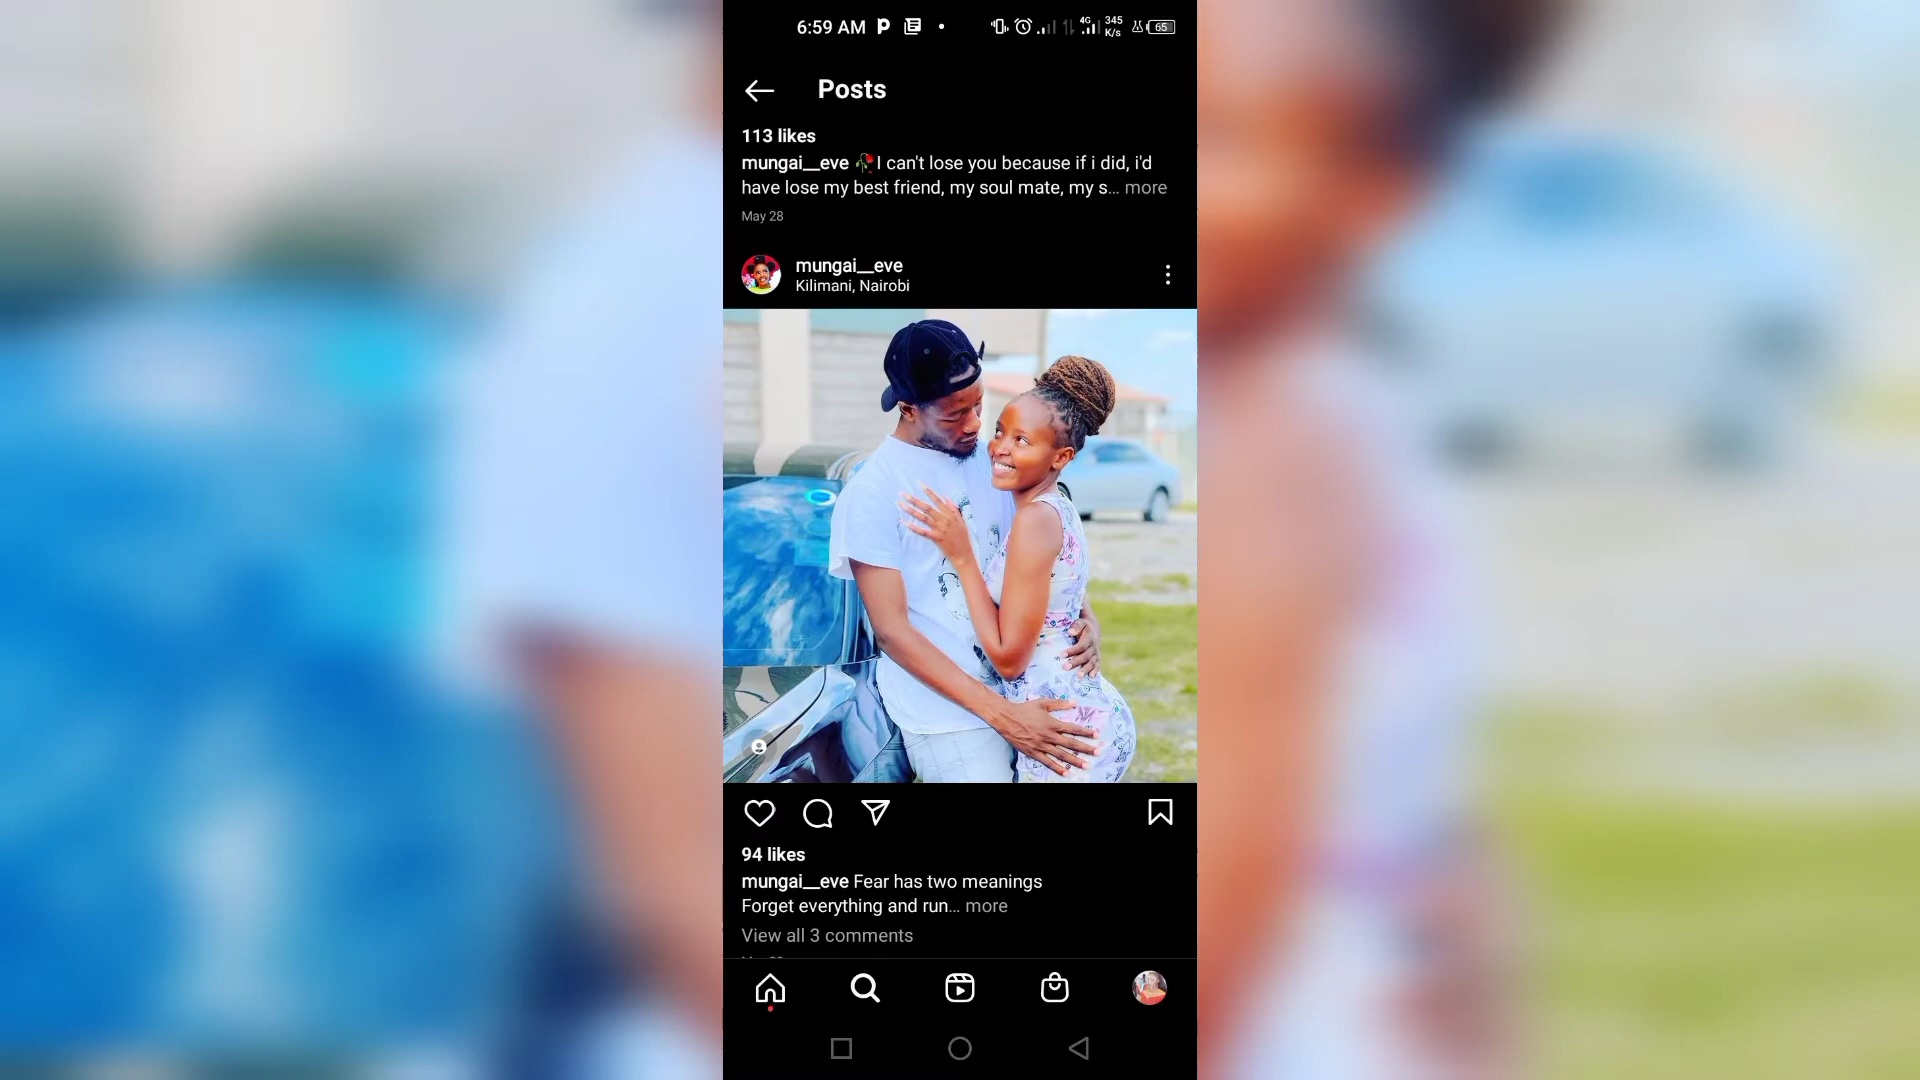 6:59 AM
4G
345
K/s
65
Posts
113 likes
mungai__eve 🥀I can't lose you because if i did, i'd
have lose my best friend, my soul mate, my s... more
May 28
mungai__eve
Kilimani, Nairobi
94 likes
mungai__eve Fear has two meanings
Forget everything and run... more
View all 3 comments